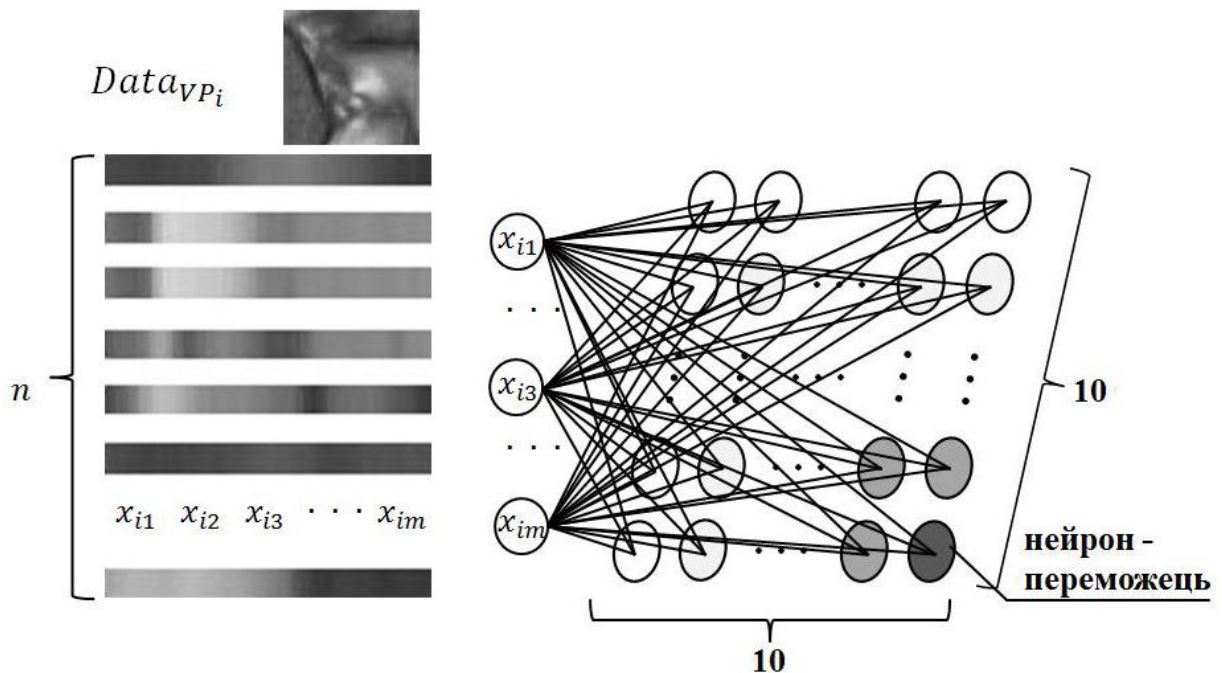 Data_{VP_i}
n
x_{i1} x_{i2} x_{i3} · · · x_{im}
x_{i1}
· · ·
x_{i3}
· · ·
x_{im}
10
нейрон -
переможець
10